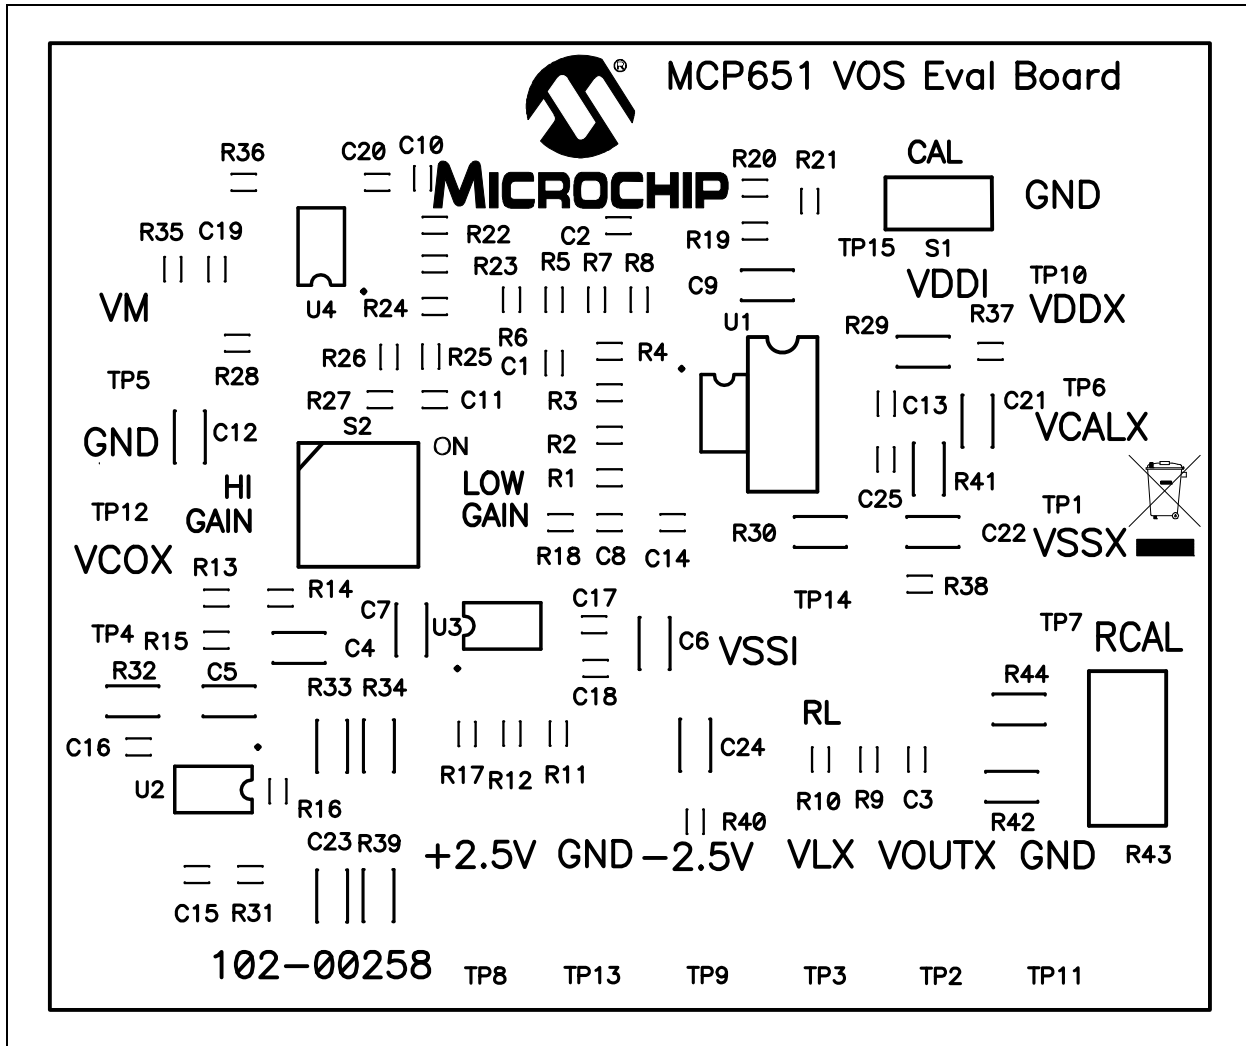 MCP651 VOS Eval Board
®
MICROCHIP
R36
C20
C10
R20
R21
CAL
GND
R35
C19
R22
C2
R19
TP15
S1
R23
R5
R7
R8
C9
VDDI
TP10
VDDX
VM
U4
R24
U1
R29
R37
R6
R26
R25
C1
R4
R28
TP5
R27
C11
R3
C13
C21
TP6
VCALX
S2
ON
GND
C12
R2
HI
GAIN
LOW
GAIN
R1
C25
R41
TP12
VCOX
TP1
VSSX
R18
C8
C14
R30
C22
R13
R14
C7
U3
C17
TP14
R38
TP4
R15
C4
C6
VSSI
TP7
RCAL
R32
C5
R33
R34
C18
R44
RL
C16
C24
U2
R16
R17
R12
R11
R10
R9
C3
R42
R40
C23
R39
+2.5V
GND
-2.5V
VLX
VOUTX
GND
R43
C15
R31
102-00258
TP8
TP13
TP9
TP3
TP2
TP11